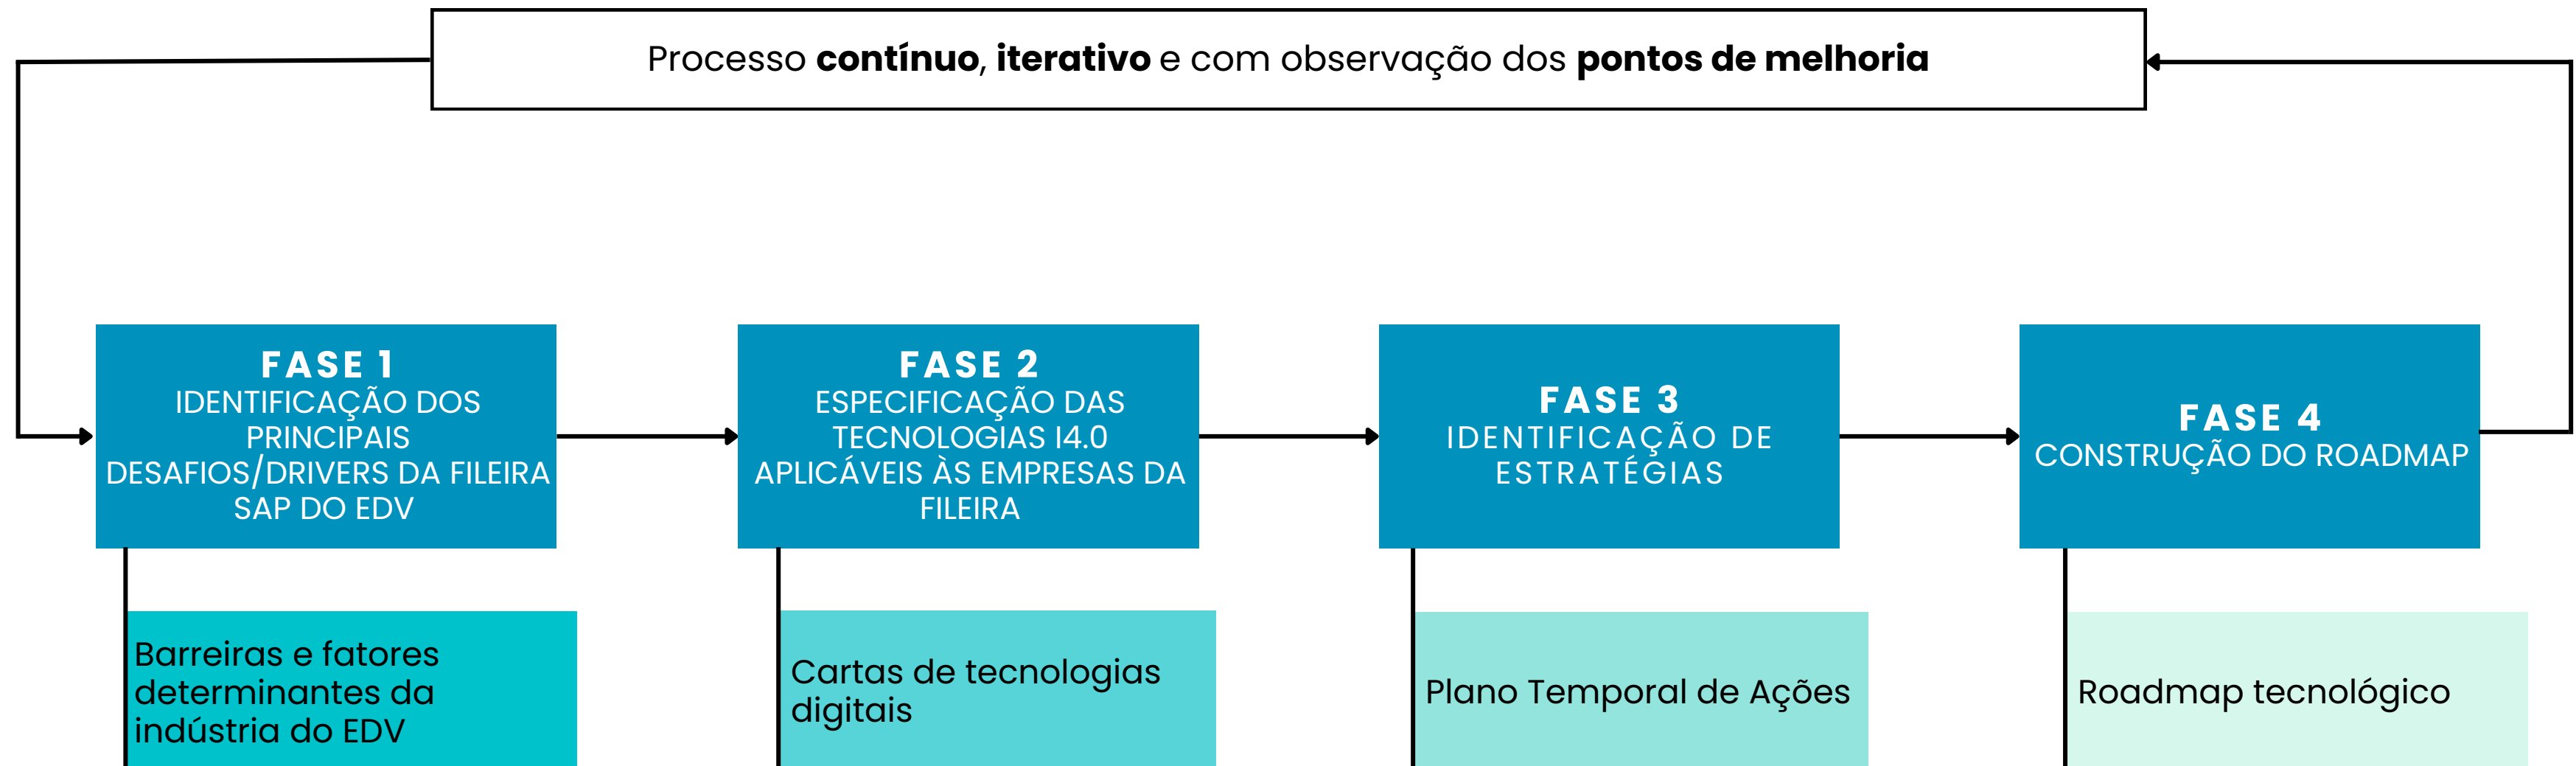 Processo contínuo, iterativo e com observação dos pontos de melhoria
FASE 1
IDENTIFICAÇÃO DOS
PRINCIPAIS
DESAFIOS/DRIVERS DA FILEIRA
SAP DO EDV
FASE 2
ESPECIFICAÇÃO DAS
TECNOLOGIAS I4.0
APLICÁVEIS ÀS EMPRESAS DA
FILEIRA
FASE 3
IDENTIFICAÇÃO DE
ESTRATÉGIAS
FASE 4
CONSTRUÇÃO DO ROADMAP
Barreiras e fatores
determinantes da
indústria do EDV
Cartas de tecnologias
digitais
Plano Temporal de Ações
Roadmap tecnológico